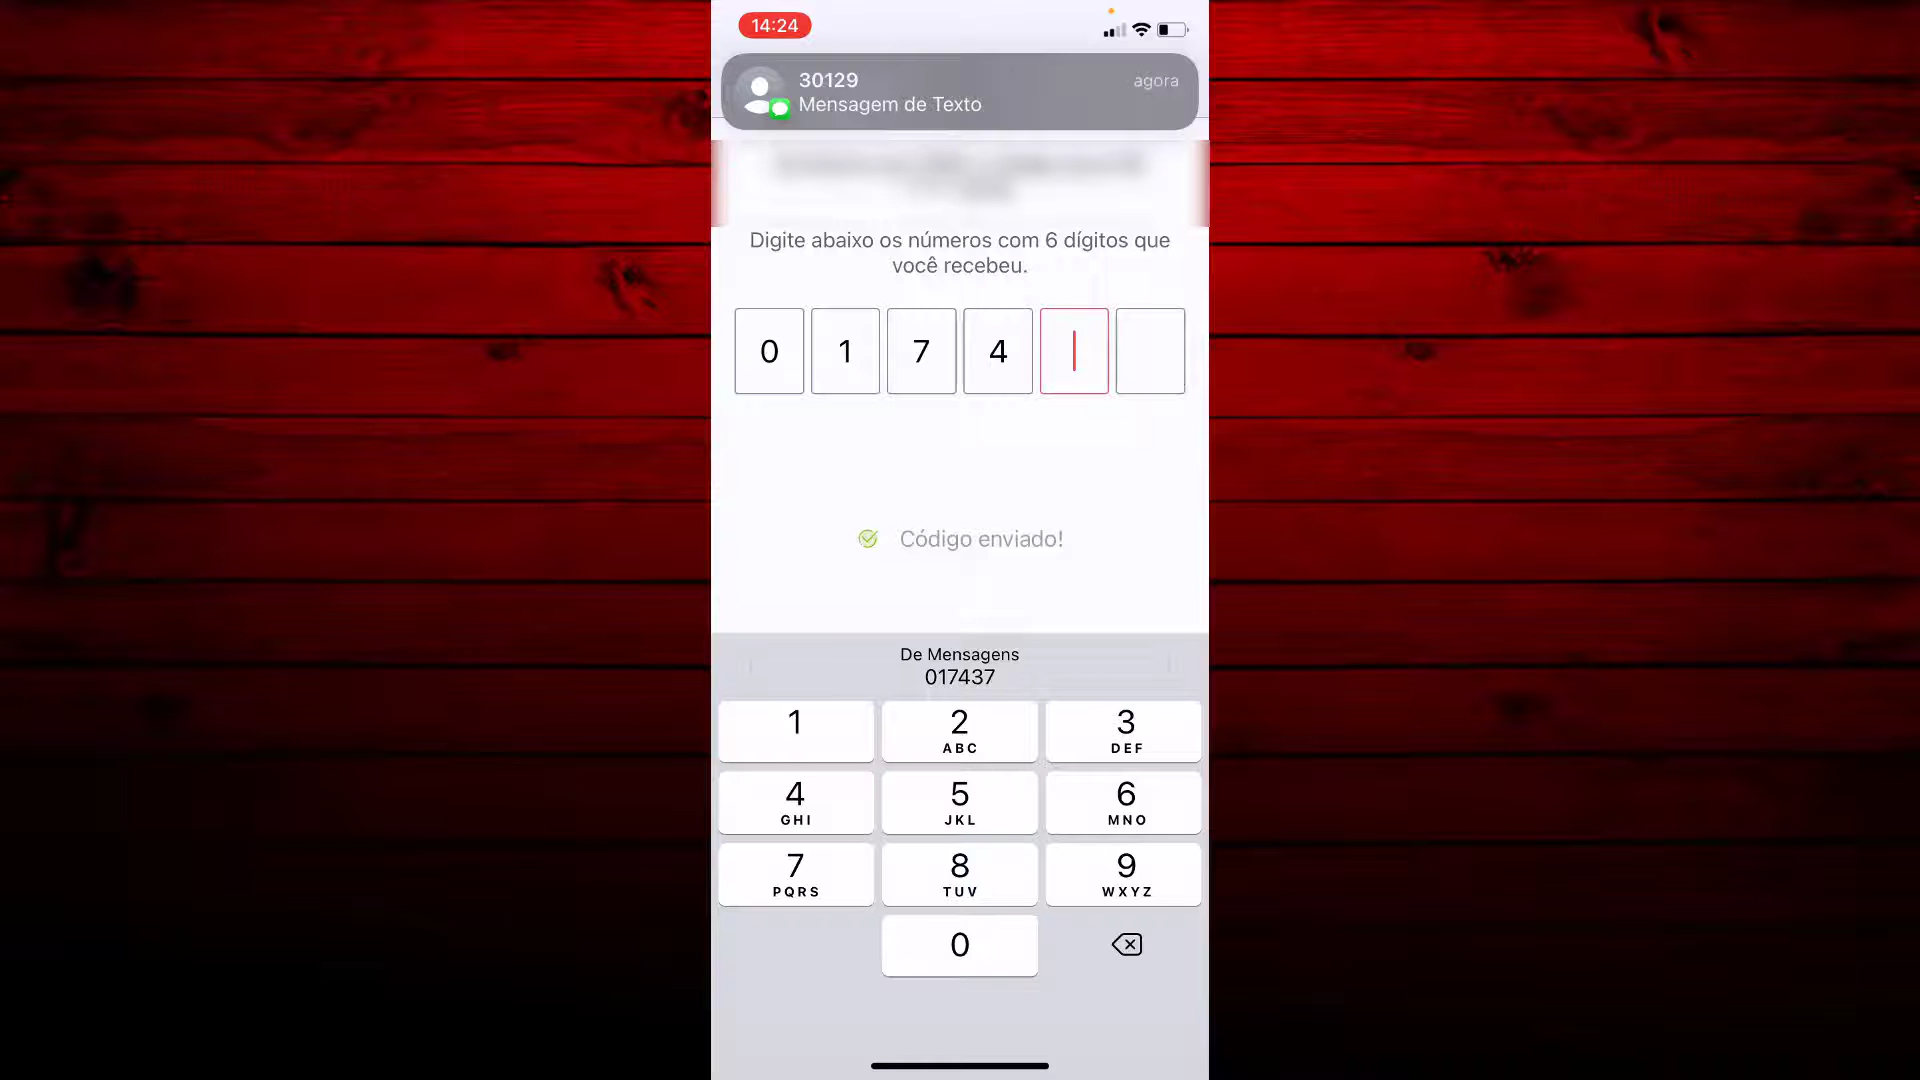 14:24
30129
agora
Mensagem de Texto
Digite abaixo os números com 6 dígitos que
você recebeu.
0 1 7 4
Código enviado!
De Mensagens
017437
1 2 3
ABC DEF
4 5 6
GHI JKL MNO
7 8 9
PQRS TUV WXYZ
0